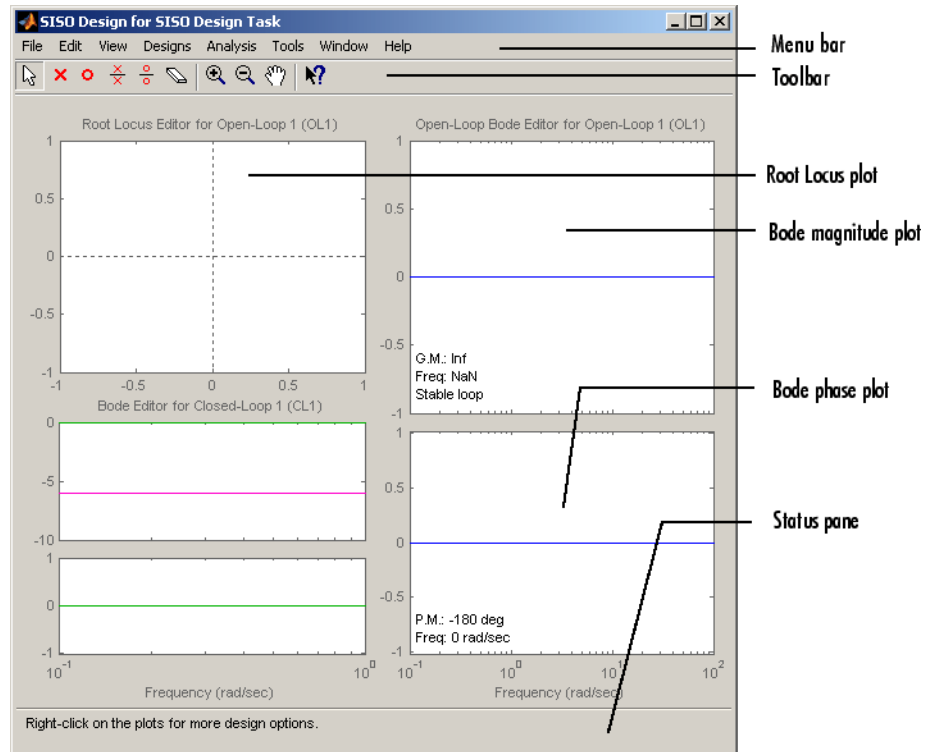 SISO Design for SISO Design Task
File Edit View Designs Analysis Tools Window Help
Menu bar
Toolbar
Root Locus Editor for Open-Loop 1 (OL1)
1
0.5
0
-0.5
-1
-1 -0.5 0 0.5 1
Root Locus plot
Open-Loop Bode Editor for Open-Loop 1 (OL1)
1
0.5
0
-0.5
-1
G.M.: Inf
Freq: NaN
Stable loop
Bode magnitude plot
Bode phase plot
Bode Editor for Closed-Loop 1 (CL1)
0
-5
-10
1
0
-1
10^-1 10^0
Frequency (rad/sec)
1
0.5
0
-0.5
-1
P.M.: -180 deg
Freq: 0 rad/sec
10^-1 10^0 10^1 10^2
Frequency (rad/sec)
Status pane
Right-click on the plots for more design options.